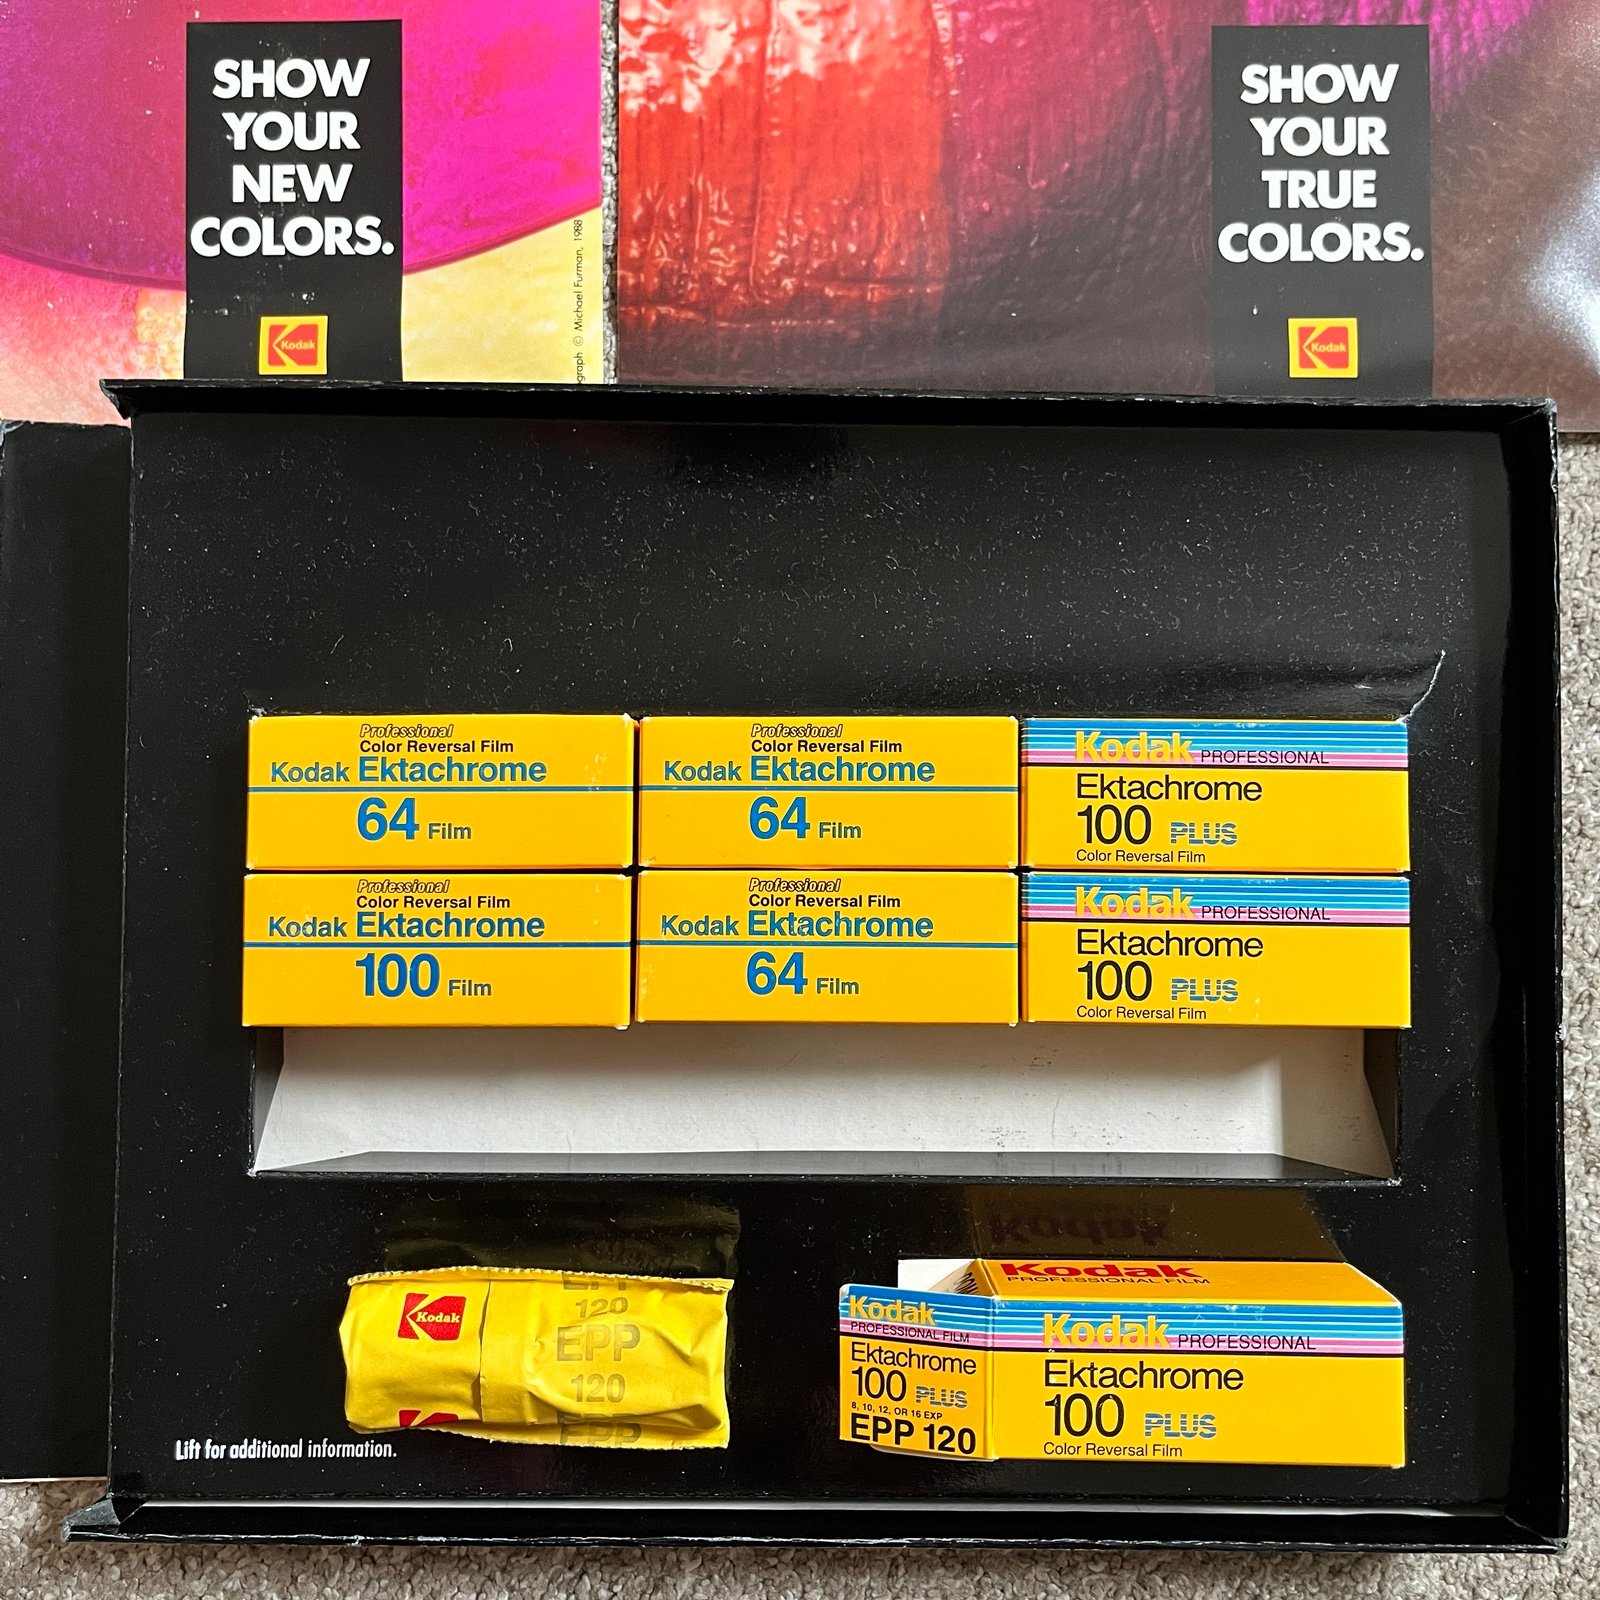 SHOW
YOUR
NEW
COLORS.
Kodak
© Michael Furman, 1988
SHOW
YOUR
TRUE
COLORS.
Kodak
Professional
Color Reversal Film
Kodak Ektachrome
64 Film
Professional
Color Reversal Film
Kodak Ektachrome
64 Film
Kodak PROFESSIONAL
Ektachrome
100 PLUS
Color Reversal Film
Professional
Color Reversal Film
Kodak Ektachrome
100 Film
Professional
Color Reversal Film
Kodak Ektachrome
64 Film
Kodak PROFESSIONAL
Ektachrome
100 PLUS
Color Reversal Film
Kodak
EPP
120
EPP
120
EPP
Kodak
PROFESSIONAL FILM
Kodak
PROFESSIONAL FILM
Ektachrome
100 PLUS
8, 10, 12, OR 16 EXP
EPP 120
Kodak PROFESSIONAL
Ektachrome
100 PLUS
Color Reversal Film
Lift for additional information.